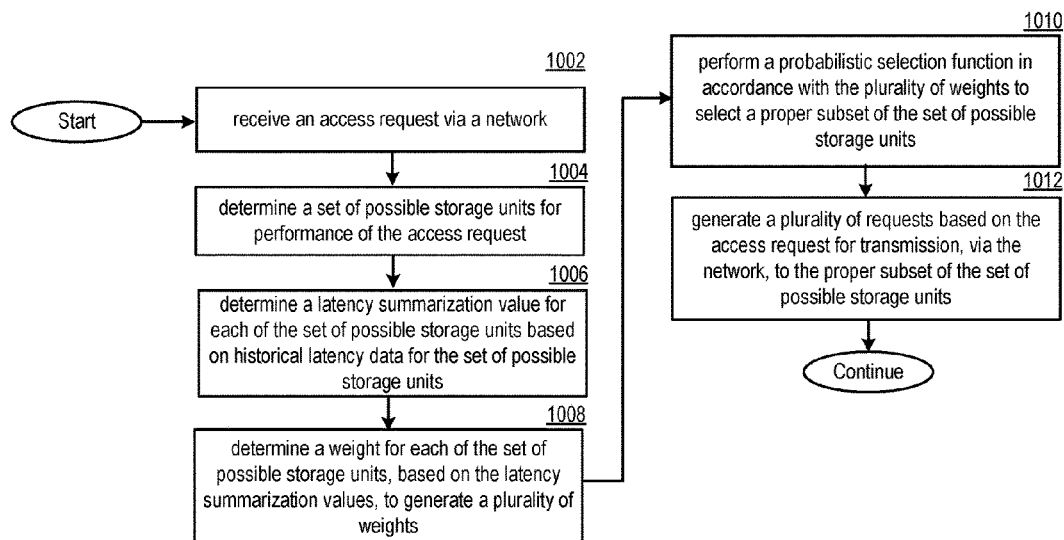 Start
1002
receive an access request via a network
1004
determine a set of possible storage units for
performance of the access request
1006
determine a latency summarization value for
each of the set of possible storage units based
on historical latency data for the set of possible
storage units
1008
determine a weight for each of the set of
possible storage units, based on the latency
summarization values, to generate a plurality of
weights
1010
perform a probabilistic selection function in
accordance with the plurality of weights to
select a proper subset of the set of possible
storage units
1012
generate a plurality of requests based on the
access request for transmission, via the
network, to the proper subset of the set of
possible storage units
Continue